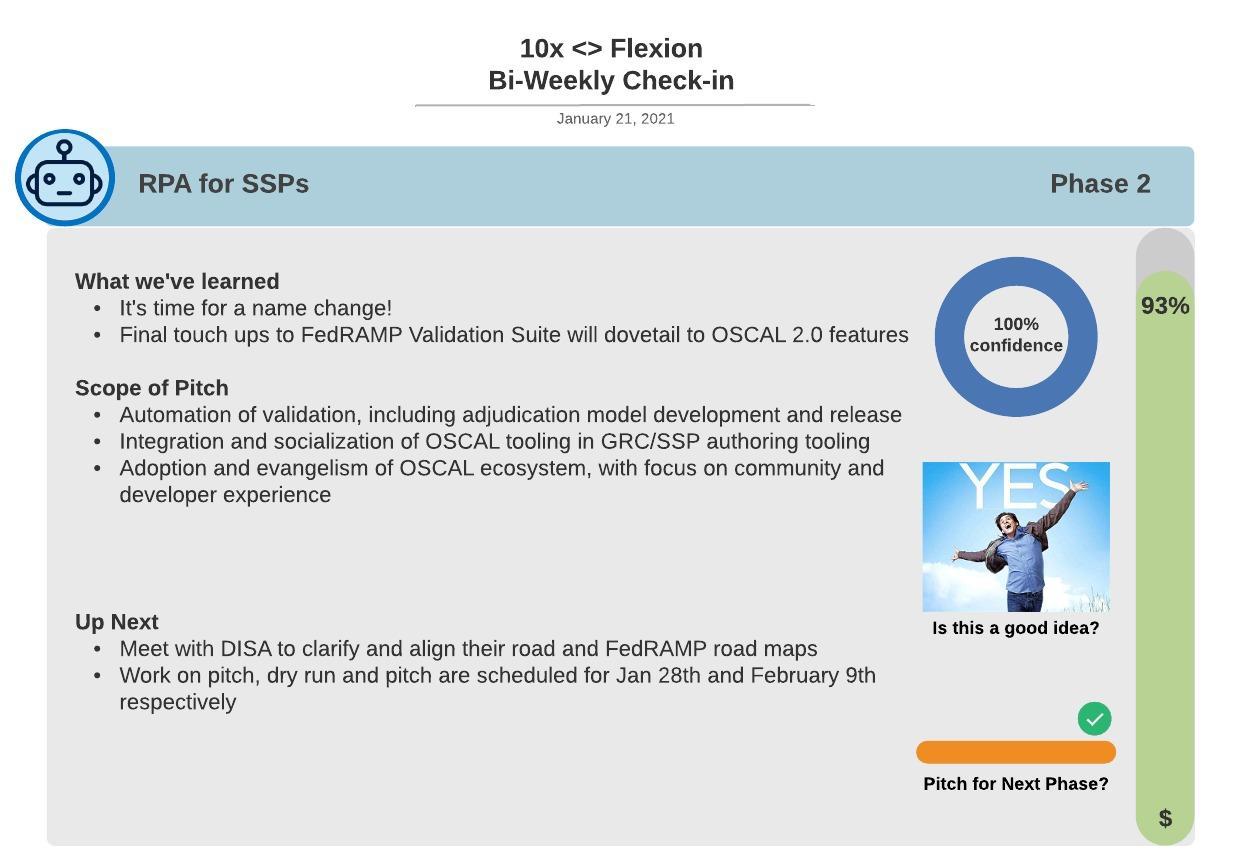 10x <> Flexion
Bi-Weekly Check-in
January 21, 2021
RPA for SSPs
Phase 2
What we've learned
• It's time for a name change!
• Final touch ups to FedRAMP Validation Suite will dovetail to OSCAL 2.0 features
Scope of Pitch
• Automation of validation, including adjudication model development and release
• Integration and socialization of OSCAL tooling in GRC/SSP authoring tooling
• Adoption and evangelism of OSCAL ecosystem, with focus on community and
developer experience
Up Next
• Meet with DISA to clarify and align their road and FedRAMP road maps
• Work on pitch, dry run and pitch are scheduled for Jan 28th and February 9th
respectively
100%
confidence
YES
Is this a good idea?
Pitch for Next Phase?
93%
$